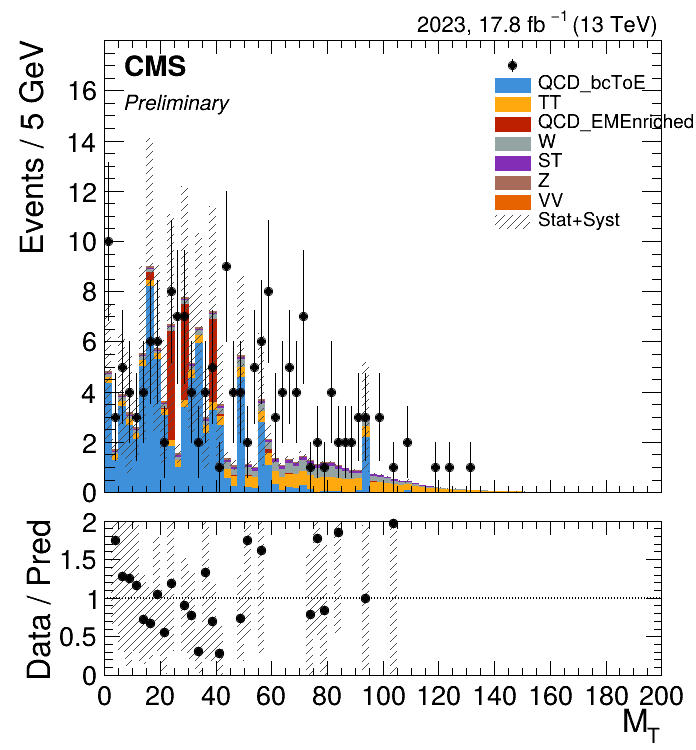 2023, 17.8 fb⁻¹ (13 TeV)
CMS
Preliminary
QCD_bcToE
TT
QCD_EMEnriched
W
ST
Z
VV
Stat+Syst
Events / 5 GeV
16
14
12
10
8
6
4
2
0
Data / Pred
2
1.5
1
0.5
0
0 20 40 60 80 100 120 140 160 180 200
M_T